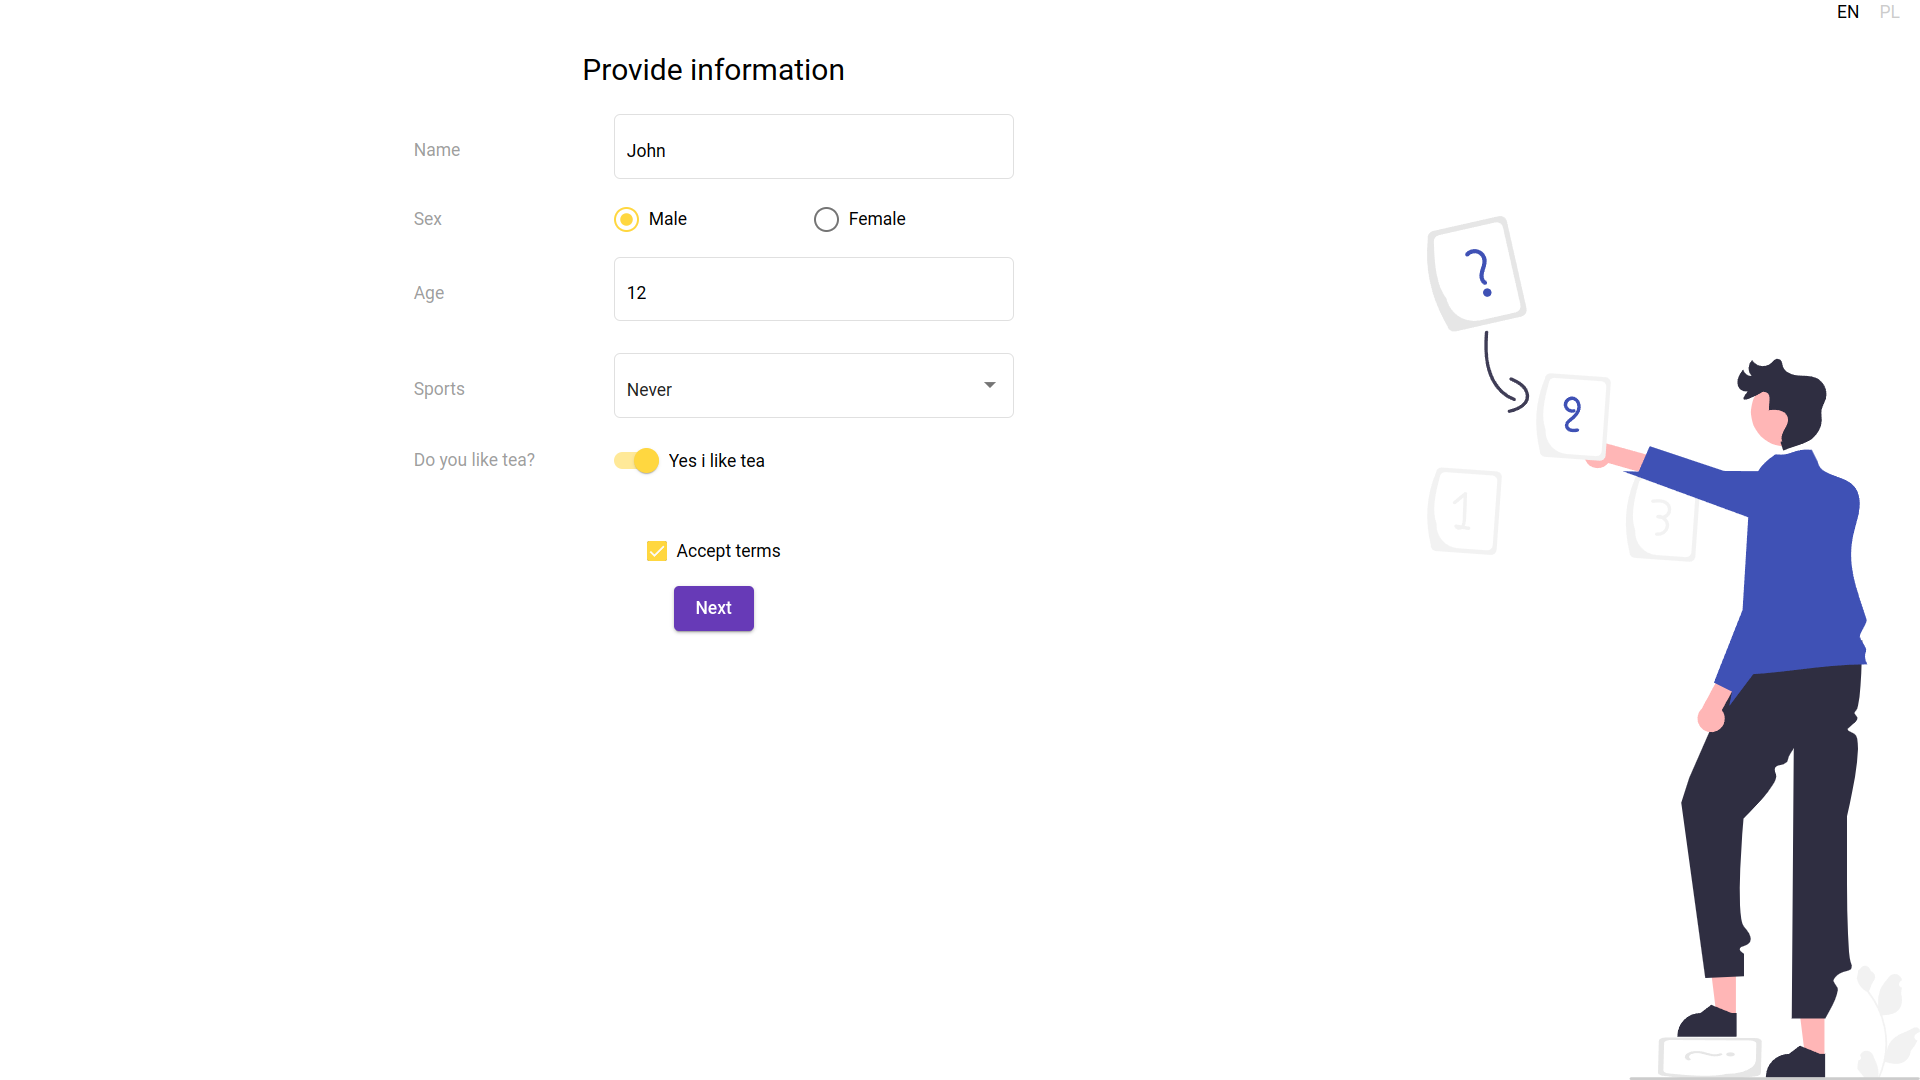 EN PL
Provide information
Name John
Sex Male Female
Age 12
Sports Never
Do you like tea? Yes i like tea
Accept terms
Next
?
2
1 3